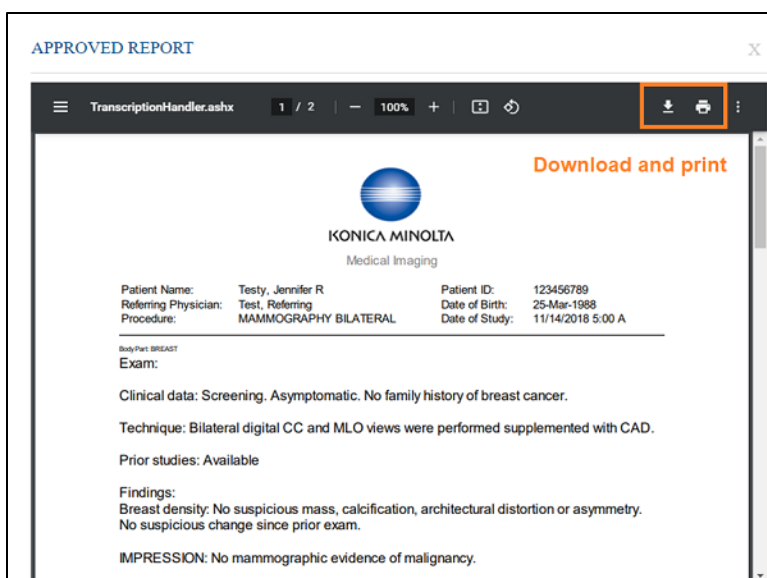 APPROVED REPORT X
TranscriptionHandler.ashx 1 / 2 | − 100% + |
Download and print
KONICA MINOLTA
Medical Imaging
Patient Name: Testy, Jennifer R Patient ID: 123456789
Referring Physician: Test, Referring Date of Birth: 25-Mar-1988
Procedure: MAMMOGRAPHY BILATERAL Date of Study: 11/14/2018 5:00 A
Body Part: BREAST
Exam:
Clinical data: Screening. Asymptomatic. No family history of breast cancer.
Technique: Bilateral digital CC and MLO views were performed supplemented with CAD.
Prior studies: Available
Findings:
Breast density: No suspicious mass, calcification, architectural distortion or asymmetry.
No suspicious change since prior exam.
IMPRESSION: No mammographic evidence of malignancy.